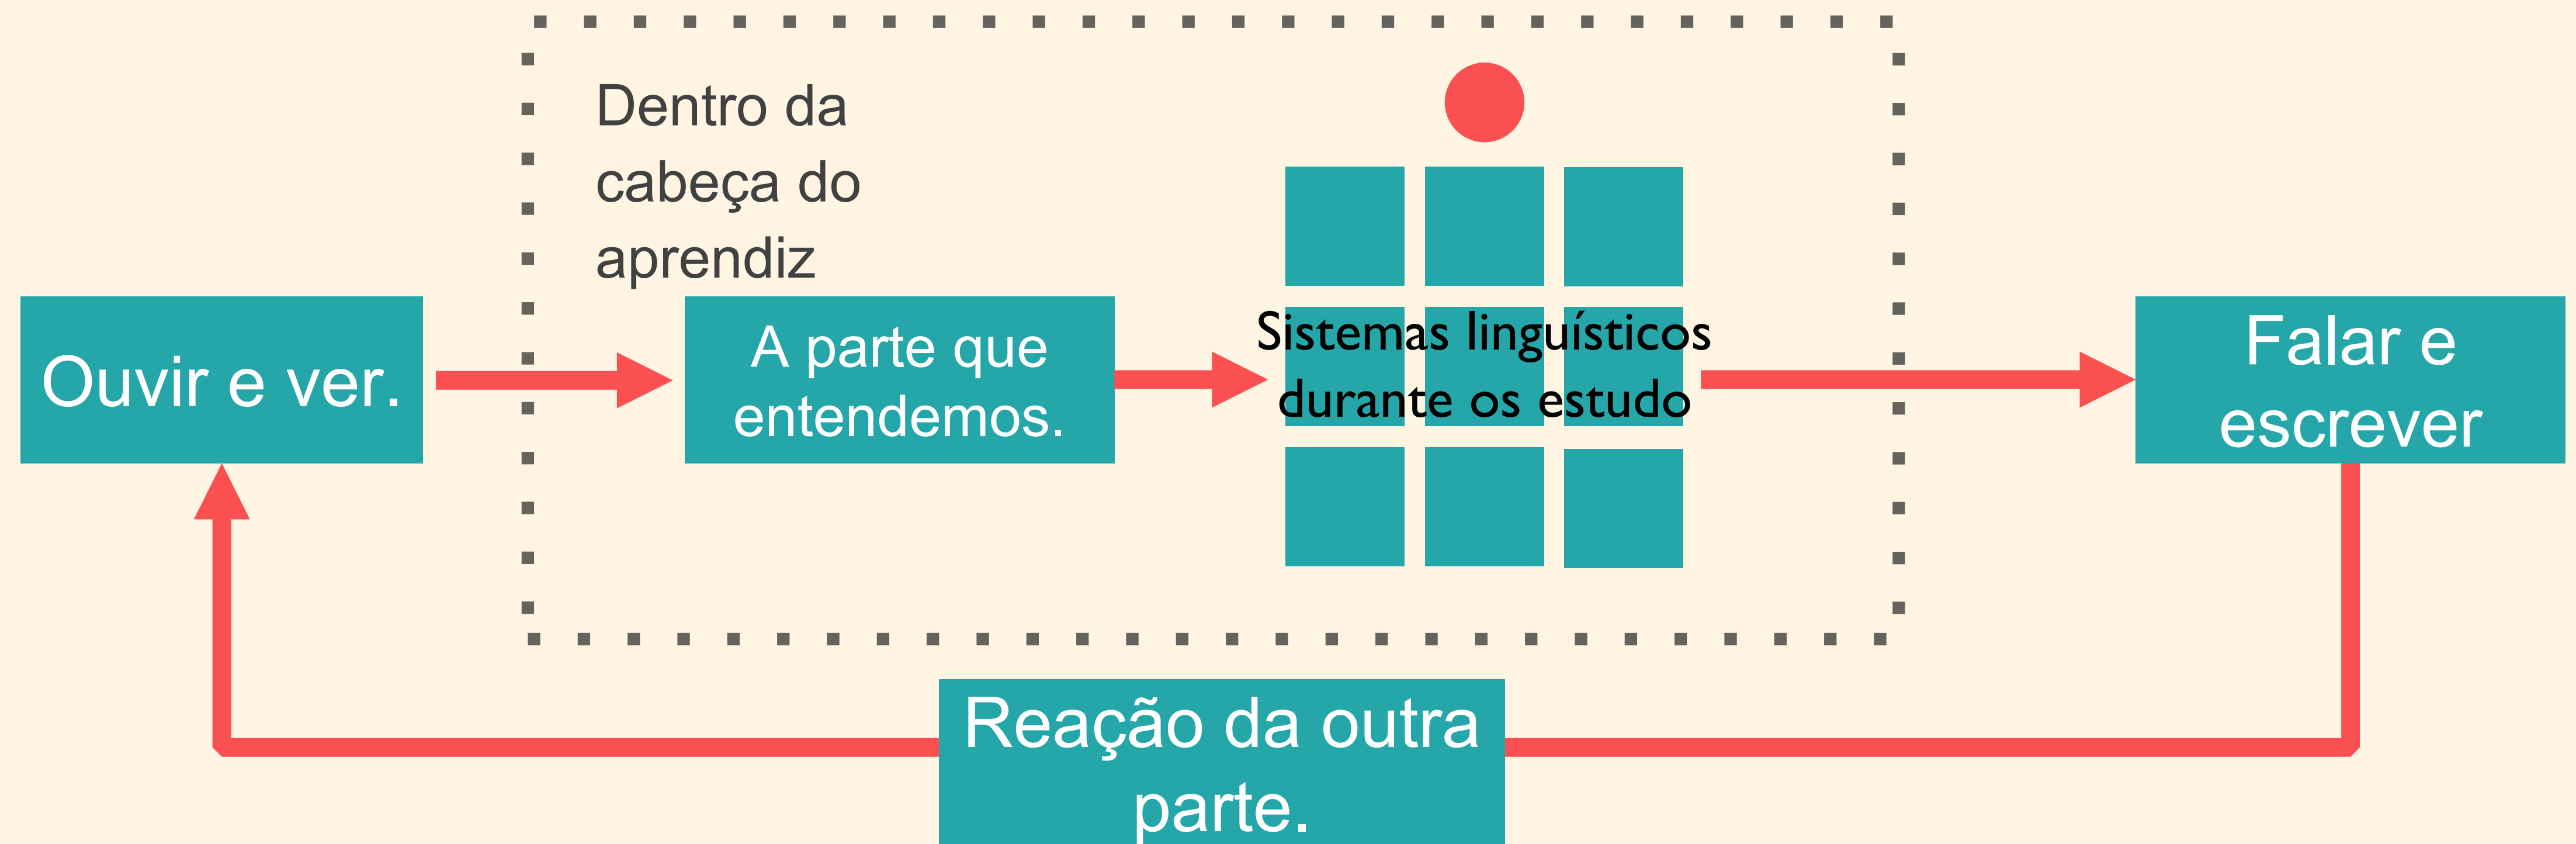 Dentro da
cabeça do
aprendiz
Ouvir e ver.
A parte que
entendemos.
Sistemas linguísticos
durante os estudo
Falar e
escrever
Reação da outra
parte.